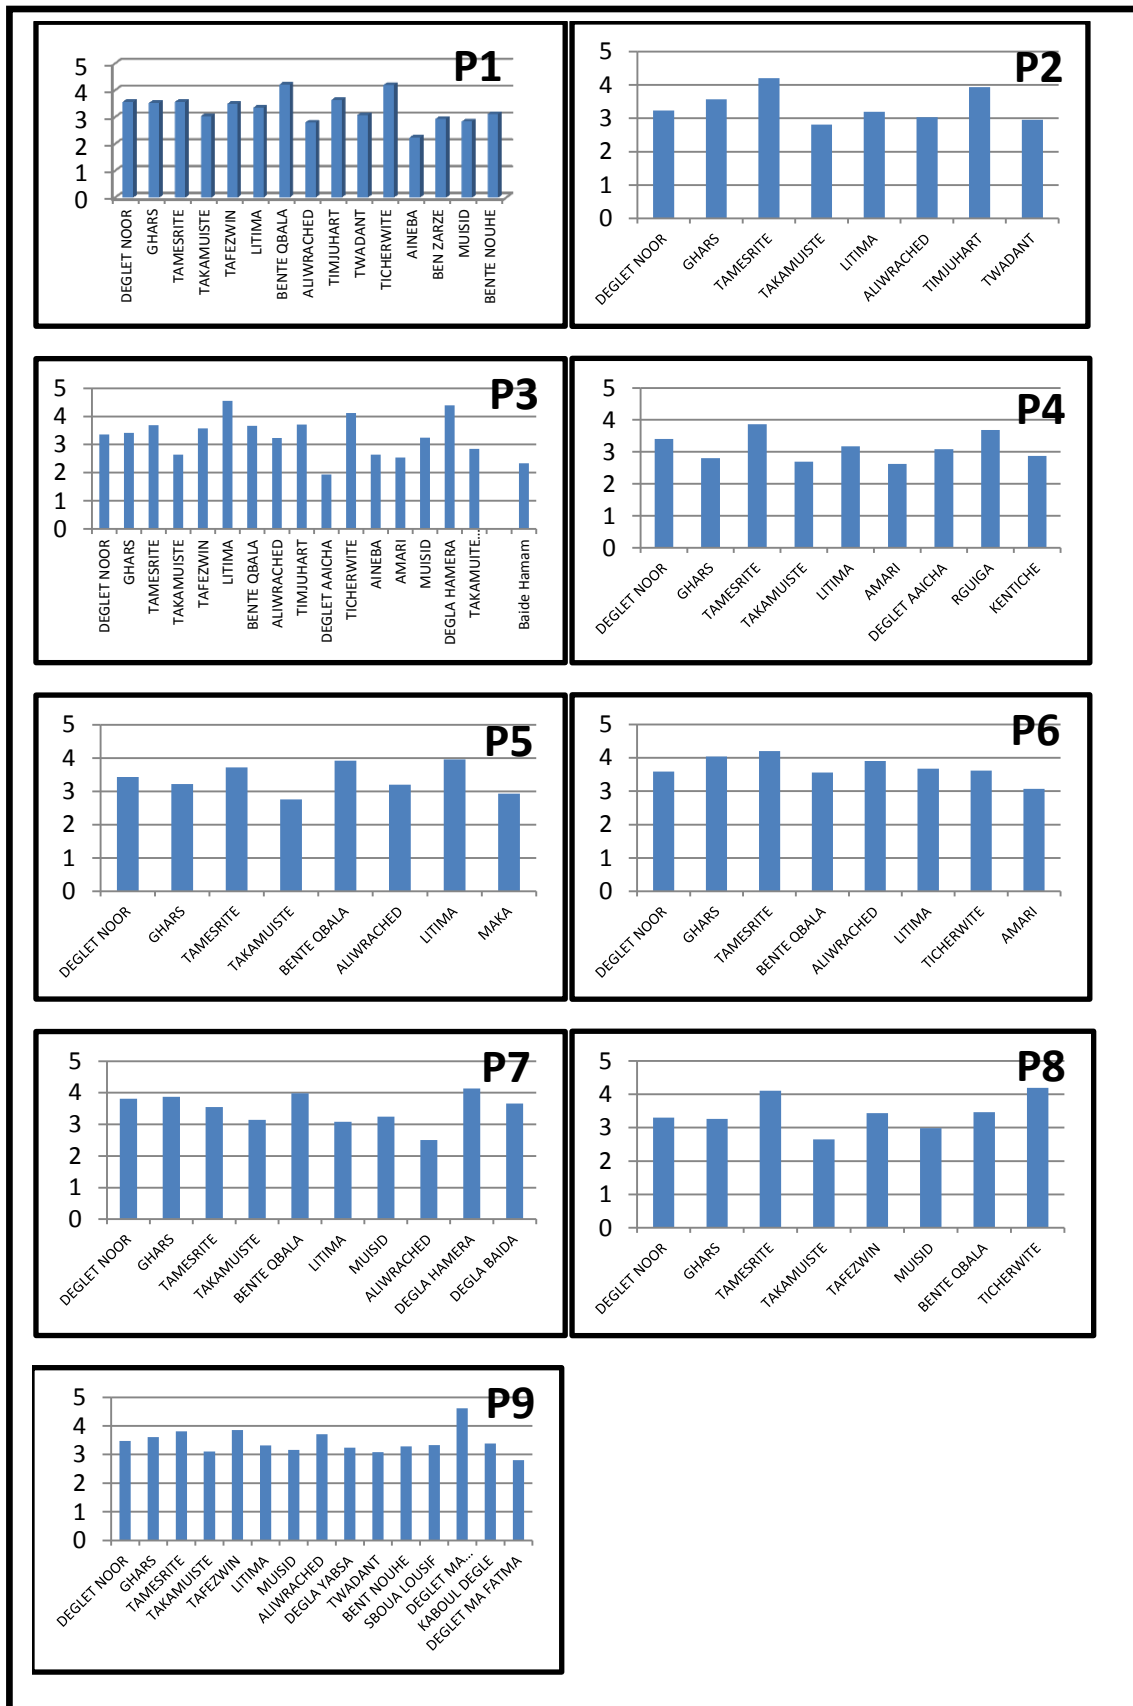 P1
5
4
3
2
1
0
DEGLET NOOR
GHARS
TAMESRITE
TAKAMUISTE
TAFEZWIN
LITIMA
BENTE QBALA
ALIWRACHED
TIMJUHART
TWADANT
TICHERWITE
AINEBA
BEN ZARZE
MUISID
BENTE NOUHE
P2
5
4
3
2
1
0
DEGLET NOOR
GHARS
TAMESRITE
TAKAMUISTE
LITIMA
ALIWRACHED
TIMJUHART
TWADANT
P3
5
4
3
2
1
0
DEGLET NOOR
GHARS
TAMESRITE
TAKAMUISTE
TAFEZWIN
LITIMA
BENTE QBALA
ALIWRACHED
TIMJUHART
DEGLET AAICHA
TICHERWITE
AINEBA
AMARI
MUISID
DEGLA HAMERA
TAKAMUITE...
Baide Hamam
P4
5
4
3
2
1
0
DEGLET NOOR
GHARS
TAMESRITE
TAKAMUISTE
LITIMA
AMARI
DEGLET AAICHA
RGUIGA
KENTICHE
P5
5
4
3
2
1
0
DEGLET NOOR
GHARS
TAMESRITE
TAKAMUISTE
BENTE QBALA
ALIWRACHED
LITIMA
MAKA
P6
5
4
3
2
1
0
DEGLET NOOR
GHARS
TAMESRITE
BENTE QBALA
ALIWRACHED
LITIMA
TICHERWITE
AMARI
P7
5
4
3
2
1
0
DEGLET NOOR
GHARS
TAMESRITE
TAKAMUISTE
BENTE QBALA
LITIMA
MUISID
ALIWRACHED
DEGLA HAMERA
DEGLA BAIDA
P8
5
4
3
2
1
0
DEGLET NOOR
GHARS
TAMESRITE
TAKAMUISTE
TAFEZWIN
MUISID
BENTE QBALA
TICHERWITE
P9
5
4
3
2
1
0
DEGLET NOOR
GHARS
TAMESRITE
TAKAMUISTE
TAFEZWIN
LITIMA
MUISID
ALIWRACHED
DEGLA YABSA
TWADANT
BENT NOUHE
SBOUA LOUSIF
DEGLET MA...
KABOUL DEGLE
DEGLET MA FATMA